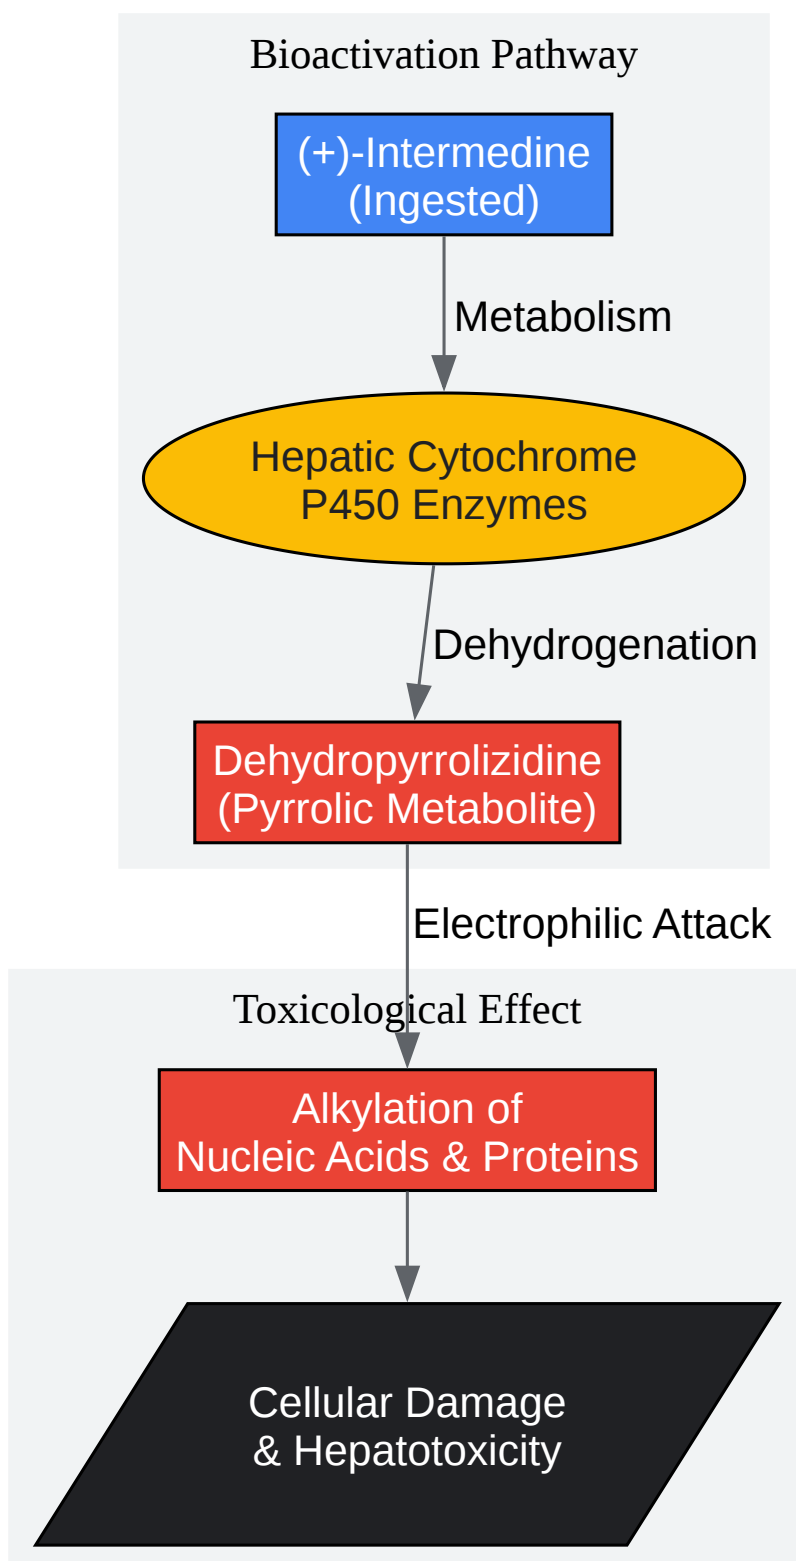 Bioactivation Pathway
(+)-Intermedine
(Ingested)
Metabolism
Hepatic Cytochrome
P450 Enzymes
Dehydrogenation
Dehydropyrrolizidine
(Pyrrolic Metabolite)
Electrophilic Attack
Toxicological Effect
Alkylation of
Nucleic Acids & Proteins
Cellular Damage
& Hepatotoxicity